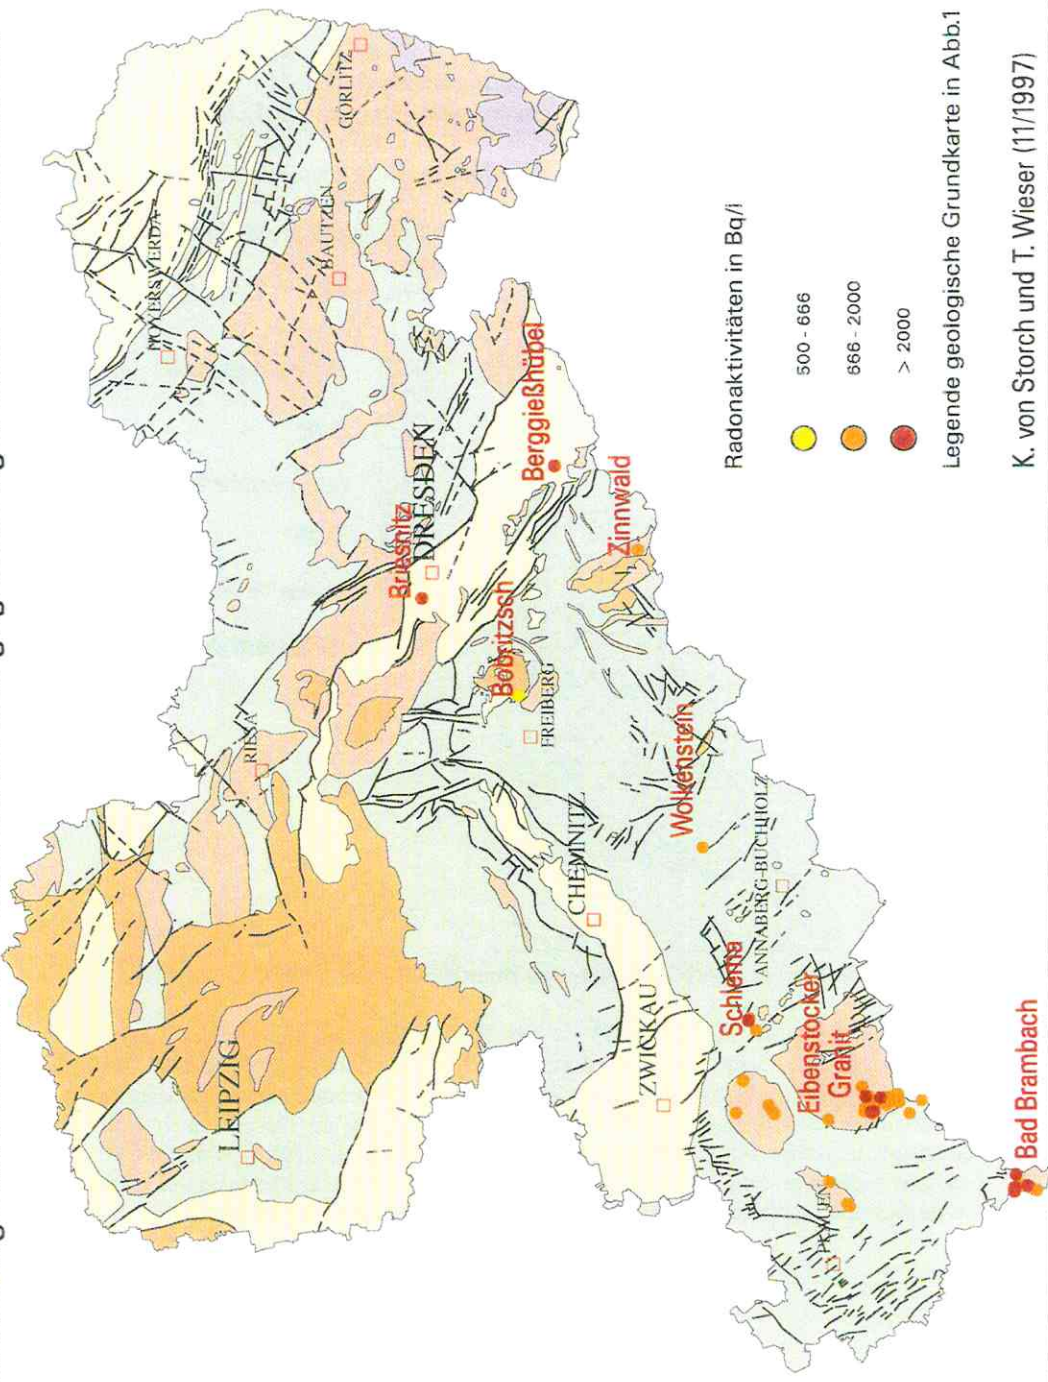 HOYERSWERDA
GÖRLITZ
BAUTZEN
RIESA
LEIPZIG
DRESDEN
Briesnitz
Berggießhübel
Bobritzsch
Zinnwald
FREIBERG
CHEMNITZ
Wolkenstein
ZWICKAU
Schlema
ANNABERG-BUCHHOLZ
Eibenstocker
Granit
PLAUEN
Bad Brambach
Radonaktivitäten in Bq/l
500 - 666
666 - 2000
> 2000
Legende geologische Grundkarte in Abb.1
K. von Storch und T. Wieser (11/1997)